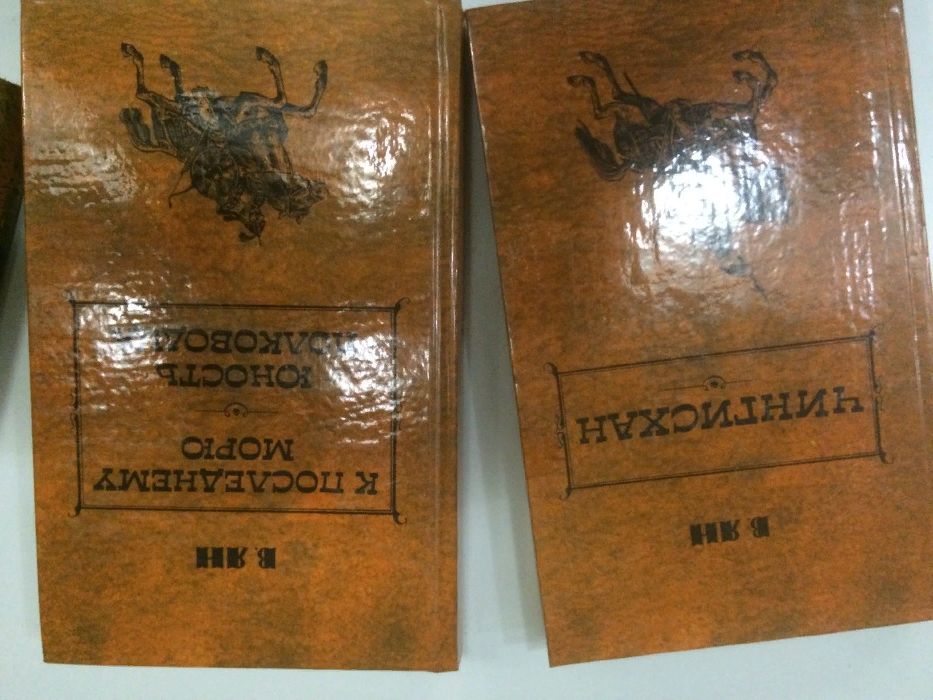 В. ЯН
К ПОСЛЕДНЕМУ
МОРЮ
ЮНОСТЬ
ПОЛКОВОДЦА
В. ЯН
ЧИНГИСХАН